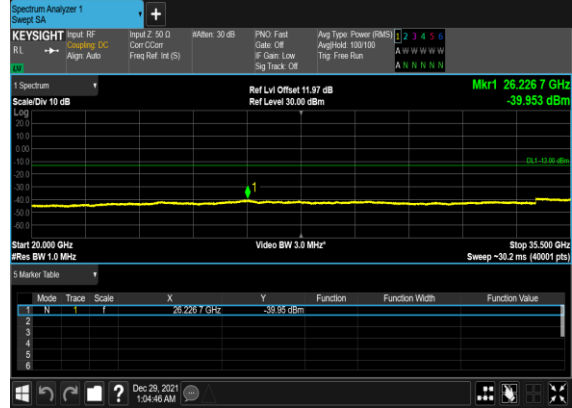 Spectrum Analyzer 1
Swept SA
+
KEYSIGHT
RL
Input: RF
Coupling: DC
Align: Auto
Input Z: 50 Ω
Corr CCorr
Freq Ref: Int (S)
#Atten: 30 dB
PNO: Fast
Gate: Off
IF Gain: Low
Sig Track: Off
Avg Type: Power (RMS)
Avg|Hold: 100/100
Trig: Free Run
1 2 3 4 5 6
A W W W W W
A N N N N N
1 Spectrum
Scale/Div 10 dB
Ref Lvl Offset 11.97 dB
Ref Level 30.00 dBm
Mkr1 26.226 7 GHz
-39.953 dBm
Log
20.0
10.0
0.00
-10.0
-20.0
-30.0
-40.0
-50.0
-60.0
DL1 -13.00 dBm
1
Start 20.000 GHz
#Res BW 1.0 MHz
Video BW 3.0 MHz*
Stop 35.500 GHz
Sweep ~30.2 ms (40001 pts)
5 Marker Table
Mode Trace Scale X Y Function Function Width Function Value
1 N 1 f 26.226 7 GHz -39.95 dBm
2
3
4
5
6
?
Dec 29, 2021
1:04:46 AM